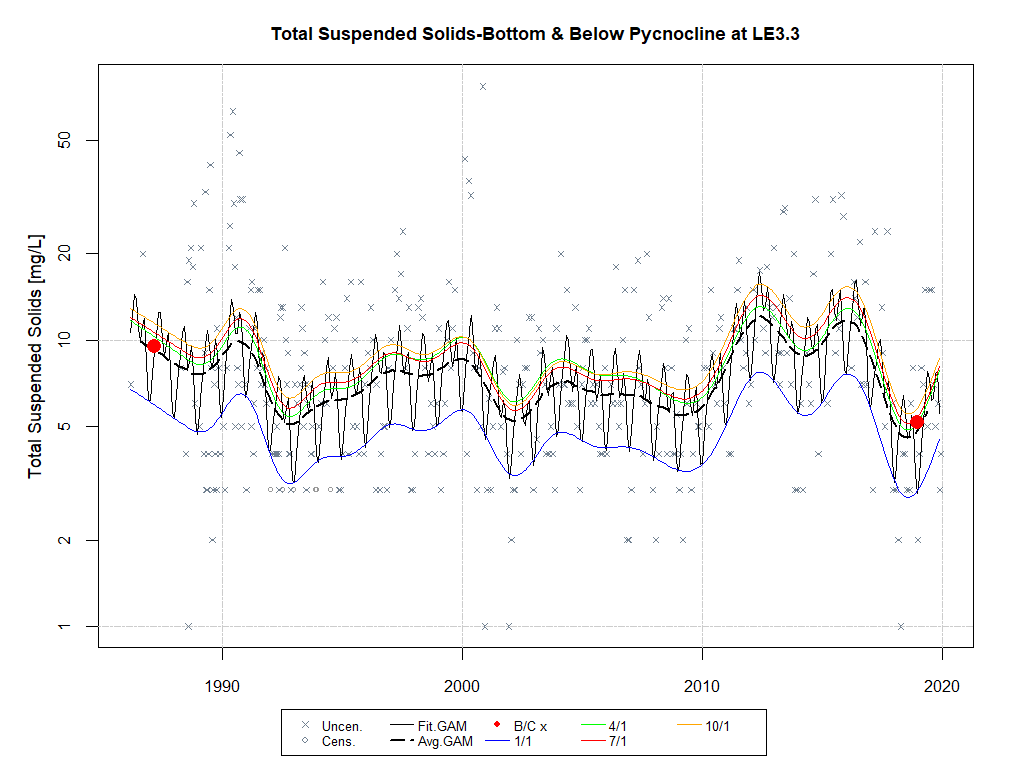 Total Suspended Solids-Bottom & Below Pycnocline at LE3.3
Total Suspended Solids [mg/L]
50
20
10
5
2
1
1990 2000 2010 2020
Uncen. Fit.GAM B/C x 4/1 10/1
Cens. Avg.GAM 1/1 7/1